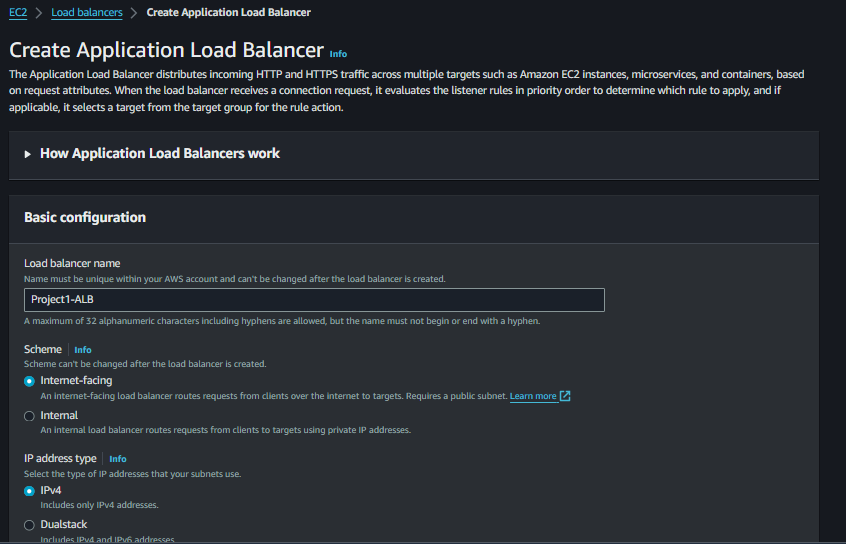 EC2 > Load balancers > Create Application Load Balancer
Create Application Load Balancer Info
The Application Load Balancer distributes incoming HTTP and HTTPS traffic across multiple targets such as Amazon EC2 instances, microservices, and containers, based
on request attributes. When the load balancer receives a connection request, it evaluates the listener rules in priority order to determine which rule to apply, and if
applicable, it selects a target from the target group for the rule action.
How Application Load Balancers work
Basic configuration
Load balancer name
Name must be unique within your AWS account and can't be changed after the load balancer is created.
Project1-ALB
A maximum of 32 alphanumeric characters including hyphens are allowed, but the name must not begin or end with a hyphen.
Scheme Info
Scheme can't be changed after the load balancer is created.
Internet-facing
An internet-facing load balancer routes requests from clients over the internet to targets. Requires a public subnet. Learn more
Internal
An internal load balancer routes requests from clients to targets using private IP addresses.
IP address type Info
Select the type of IP addresses that your subnets use.
IPv4
Includes only IPv4 addresses.
Dualstack
Includes IPv4 and IPv6 addresses.